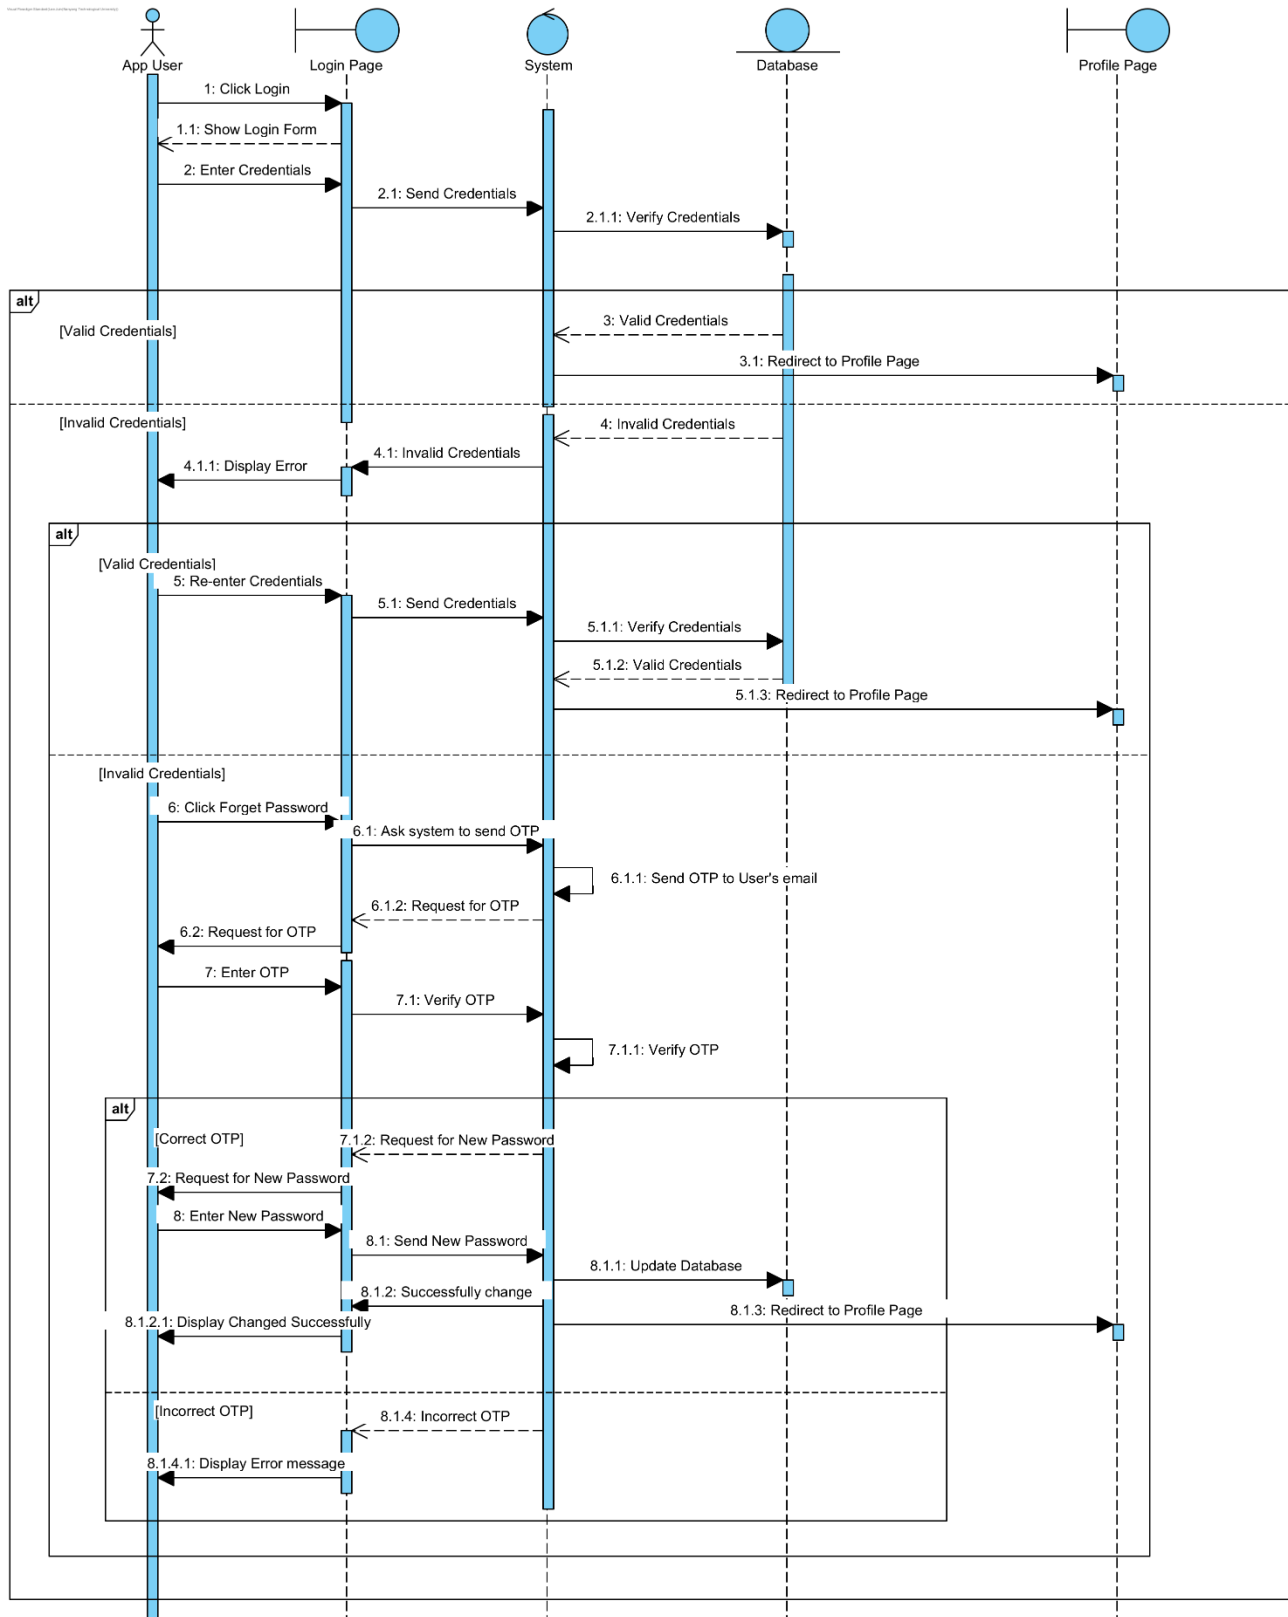 App User
Login Page
System
Database
Profile Page
1: Click Login
1.1: Show Login Form
2: Enter Credentials
2.1: Send Credentials
2.1.1: Verify Credentials
alt
3: Valid Credentials
[Valid Credentials]
3.1: Redirect to Profile Page
[Invalid Credentials]
4: Invalid Credentials
4.1: Invalid Credentials
4.1.1: Display Error
alt
[Valid Credentials]
5: Re-enter Credentials
5.1: Send Credentials
5.1.1: Verify Credentials
5.1.2: Valid Credentials
5.1.3: Redirect to Profile Page
[Invalid Credentials]
6: Click Forget Password
6.1: Ask system to send OTP
6.1.1: Send OTP to User's email
6.1.2: Request for OTP
6.2: Request for OTP
7: Enter OTP
7.1: Verify OTP
7.1.1: Verify OTP
alt
[Correct OTP]
7.1.2: Request for New Password
7.2: Request for New Password
8: Enter New Password
8.1: Send New Password
8.1.1: Update Database
8.1.2: Successfully change
8.1.3: Redirect to Profile Page
8.1.2.1: Display Changed Successfully
[Incorrect OTP]
8.1.4: Incorrect OTP
8.1.4.1: Display Error message